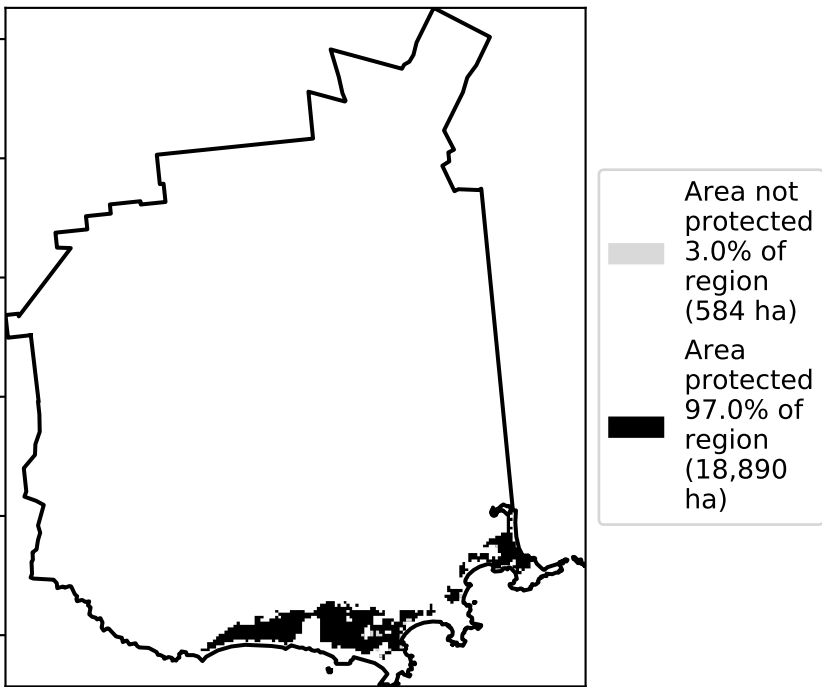 Area not
protected
3.0% of
region
(584 ha)
Area
protected
97.0% of
region
(18,890
ha)